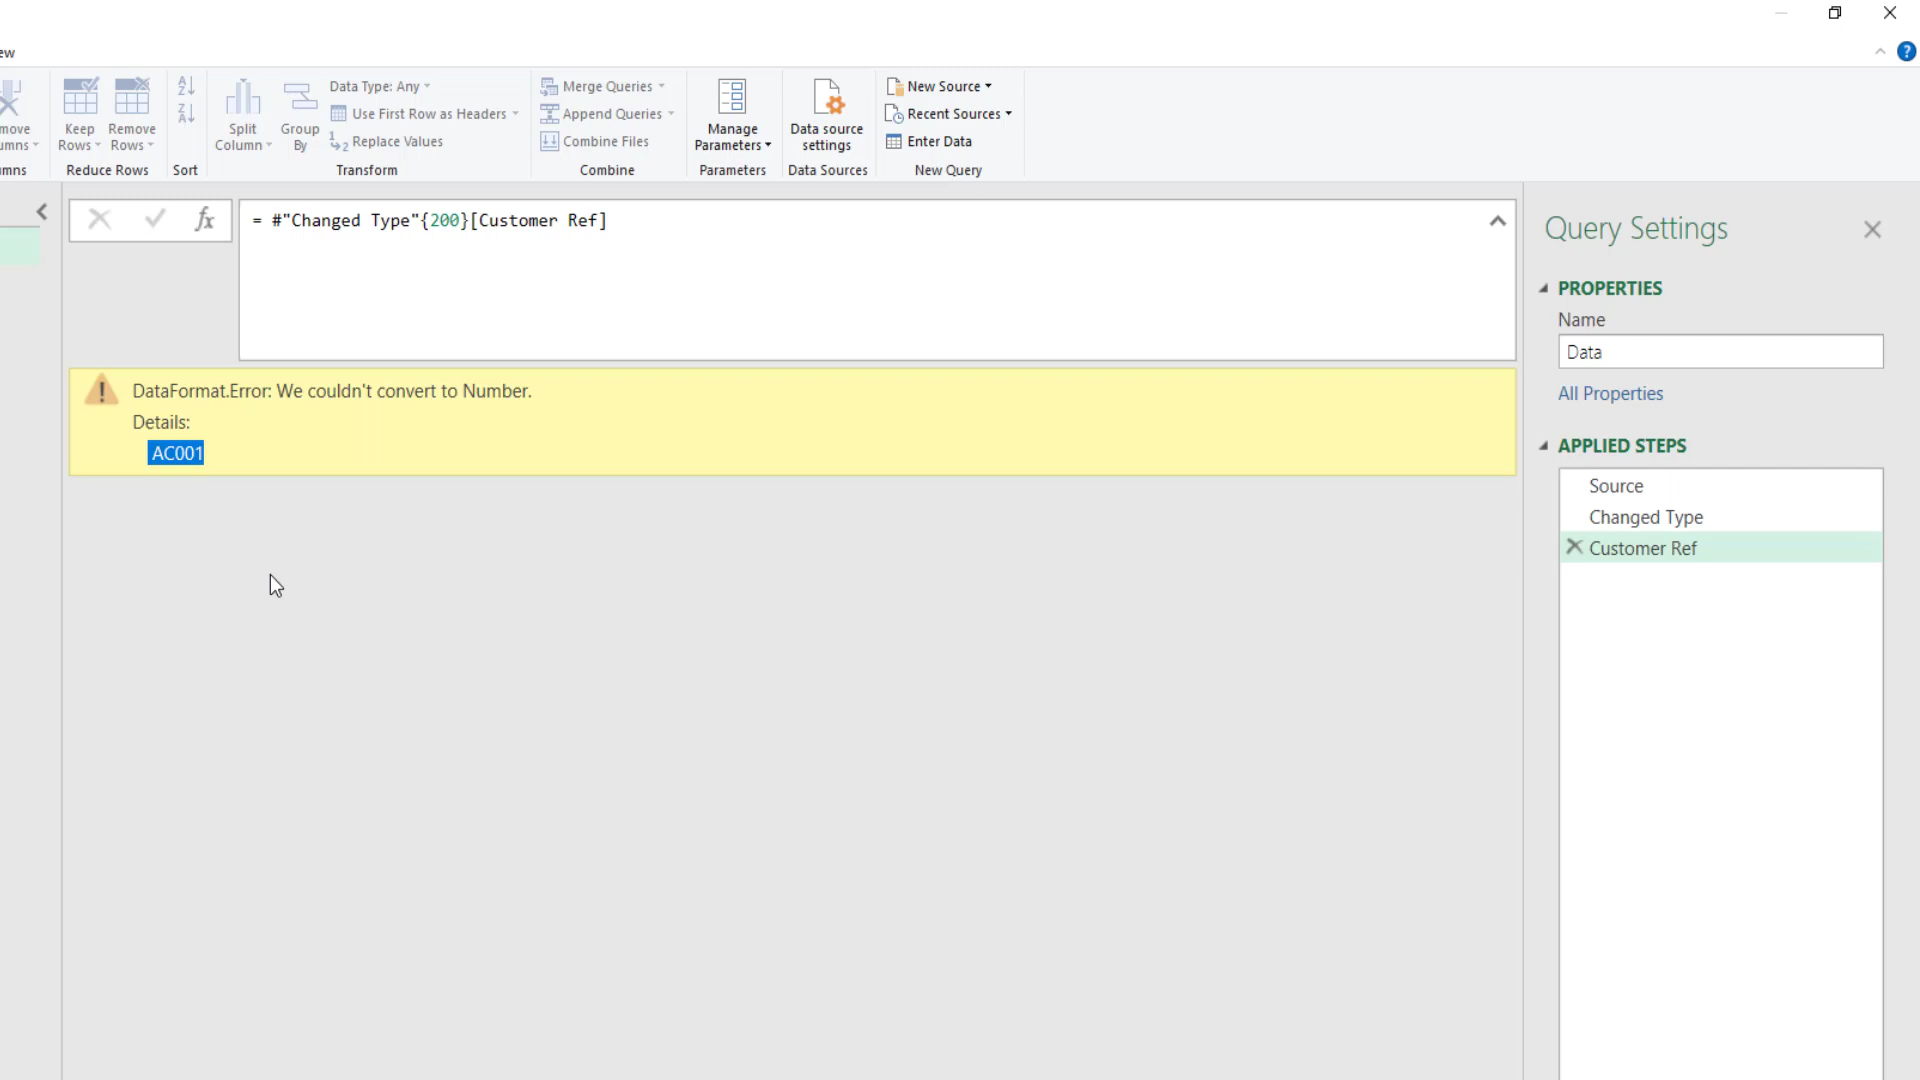 ew
?
move
umns
mns
Keep
Rows
Remove
Rows
Reduce Rows
A
Z
Z
A
Sort
Split
Column
Group
By
Data Type: Any
Use First Row as Headers
1
2
Replace Values
Transform
Merge Queries
Append Queries
Combine Files
Combine
Manage
Parameters
Parameters
Data source
settings
Data Sources
New Source
Recent Sources
Enter Data
New Query
fx
= #"Changed Type"{200}[Customer Ref]
DataFormat.Error: We couldn't convert to Number.
Details:
AC001
Query Settings
PROPERTIES
Name
Data
All Properties
APPLIED STEPS
Source
Changed Type
Customer Ref